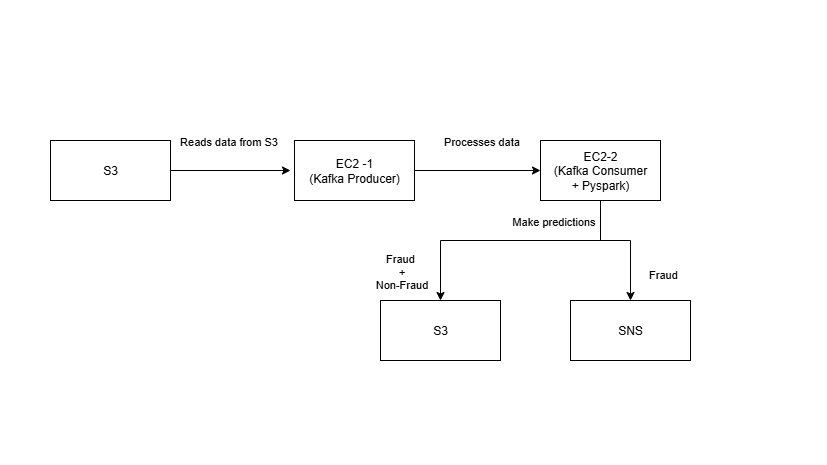 Reads data from S3
Processes data
S3
EC2 -1
(Kafka Producer)
EC2-2
(Kafka Consumer
+ Pyspark)
Make predictions
Fraud
+
Non-Fraud
Fraud
S3
SNS